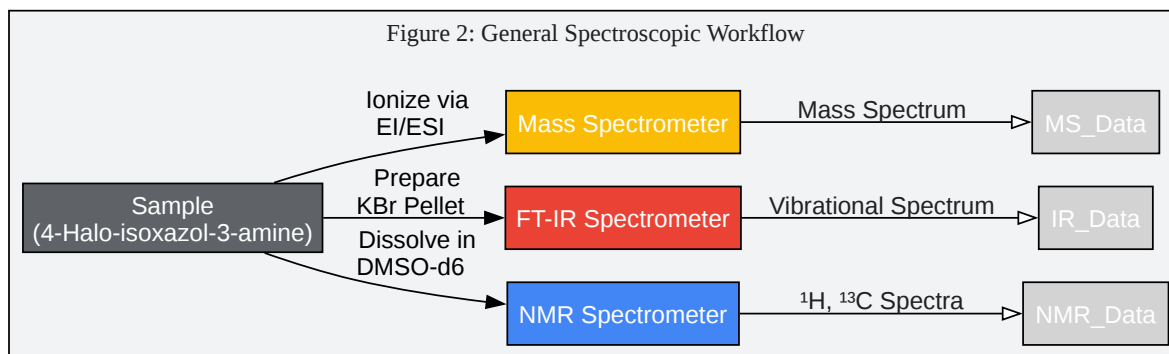 Figure 2: General Spectroscopic Workflow
Ionize via
EI/ESI
Mass Spectrometer
Mass Spectrum
MS_Data
Sample
(4-Halo-isoxazol-3-amine)
Prepare
KBr Pellet
FT-IR Spectrometer
Vibrational Spectrum
IR_Data
Dissolve in
DMSO-d6
NMR Spectrometer
¹H, ¹³C Spectra
NMR_Data